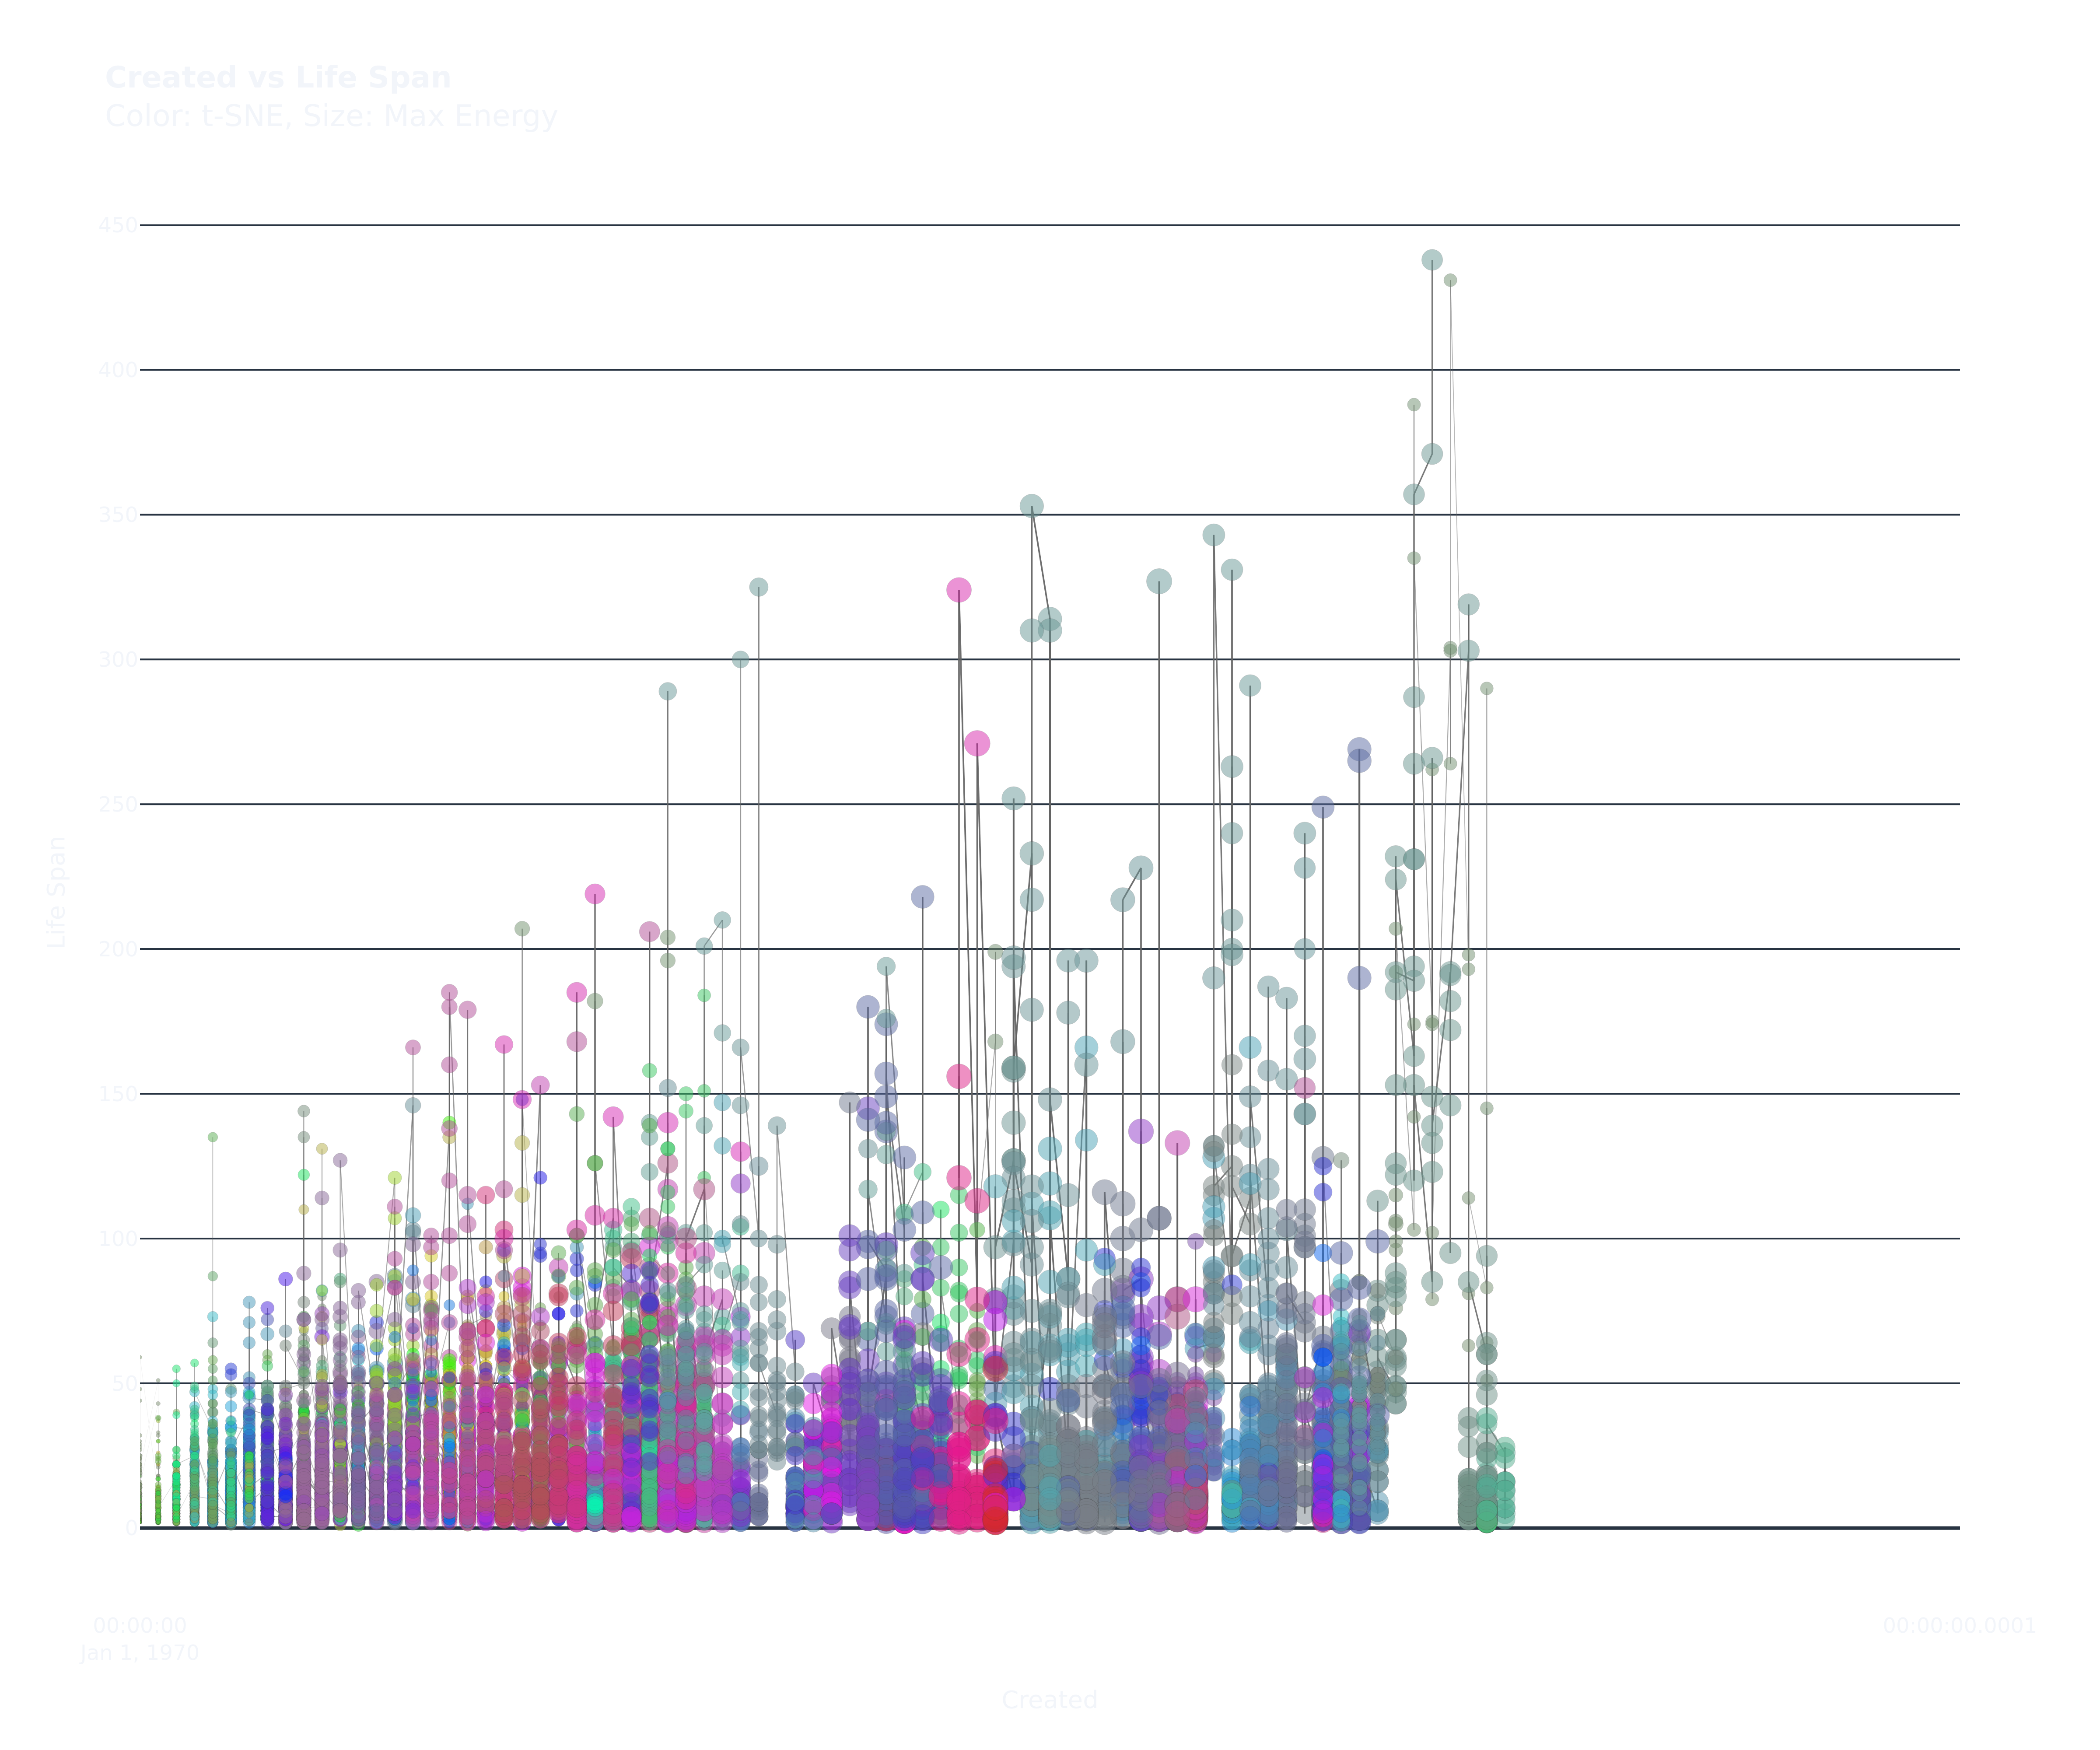 Created vs Life Span
Color: t-SNE, Size: Max Energy
450
400
350
300
250
200
150
100
50
0
Life Span
00:00:00
Jan 1, 1970
00:00:00.0001
Created